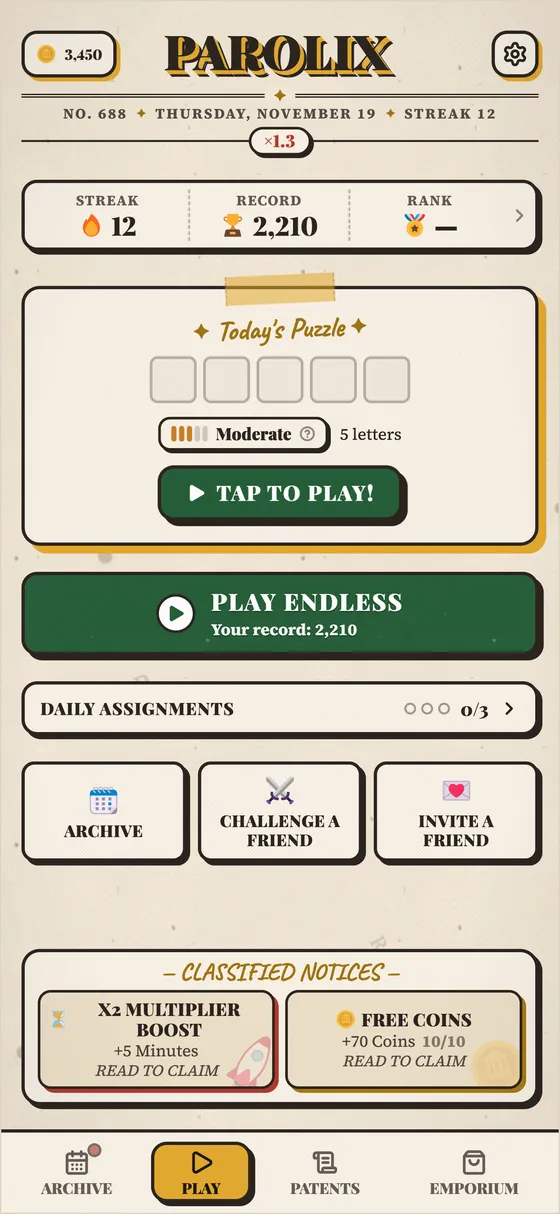 3,450
PAROLIX
NO. 688 ✦ THURSDAY, NOVEMBER 19 ✦ STREAK 12
×1.3
STREAK
12
RECORD
2,210
RANK
—
✦ Today's Puzzle ✦
Moderate
5 letters
TAP TO PLAY!
PLAY ENDLESS
Your record: 2,210
DAILY ASSIGNMENTS
0/3
ARCHIVE
CHALLENGE A
FRIEND
INVITE A
FRIEND
– CLASSIFIED NOTICES –
X2 MULTIPLIER
BOOST
+5 Minutes
READ TO CLAIM
FREE COINS
+70 Coins 10/10
READ TO CLAIM
ARCHIVE
PLAY
PATENTS
EMPORIUM